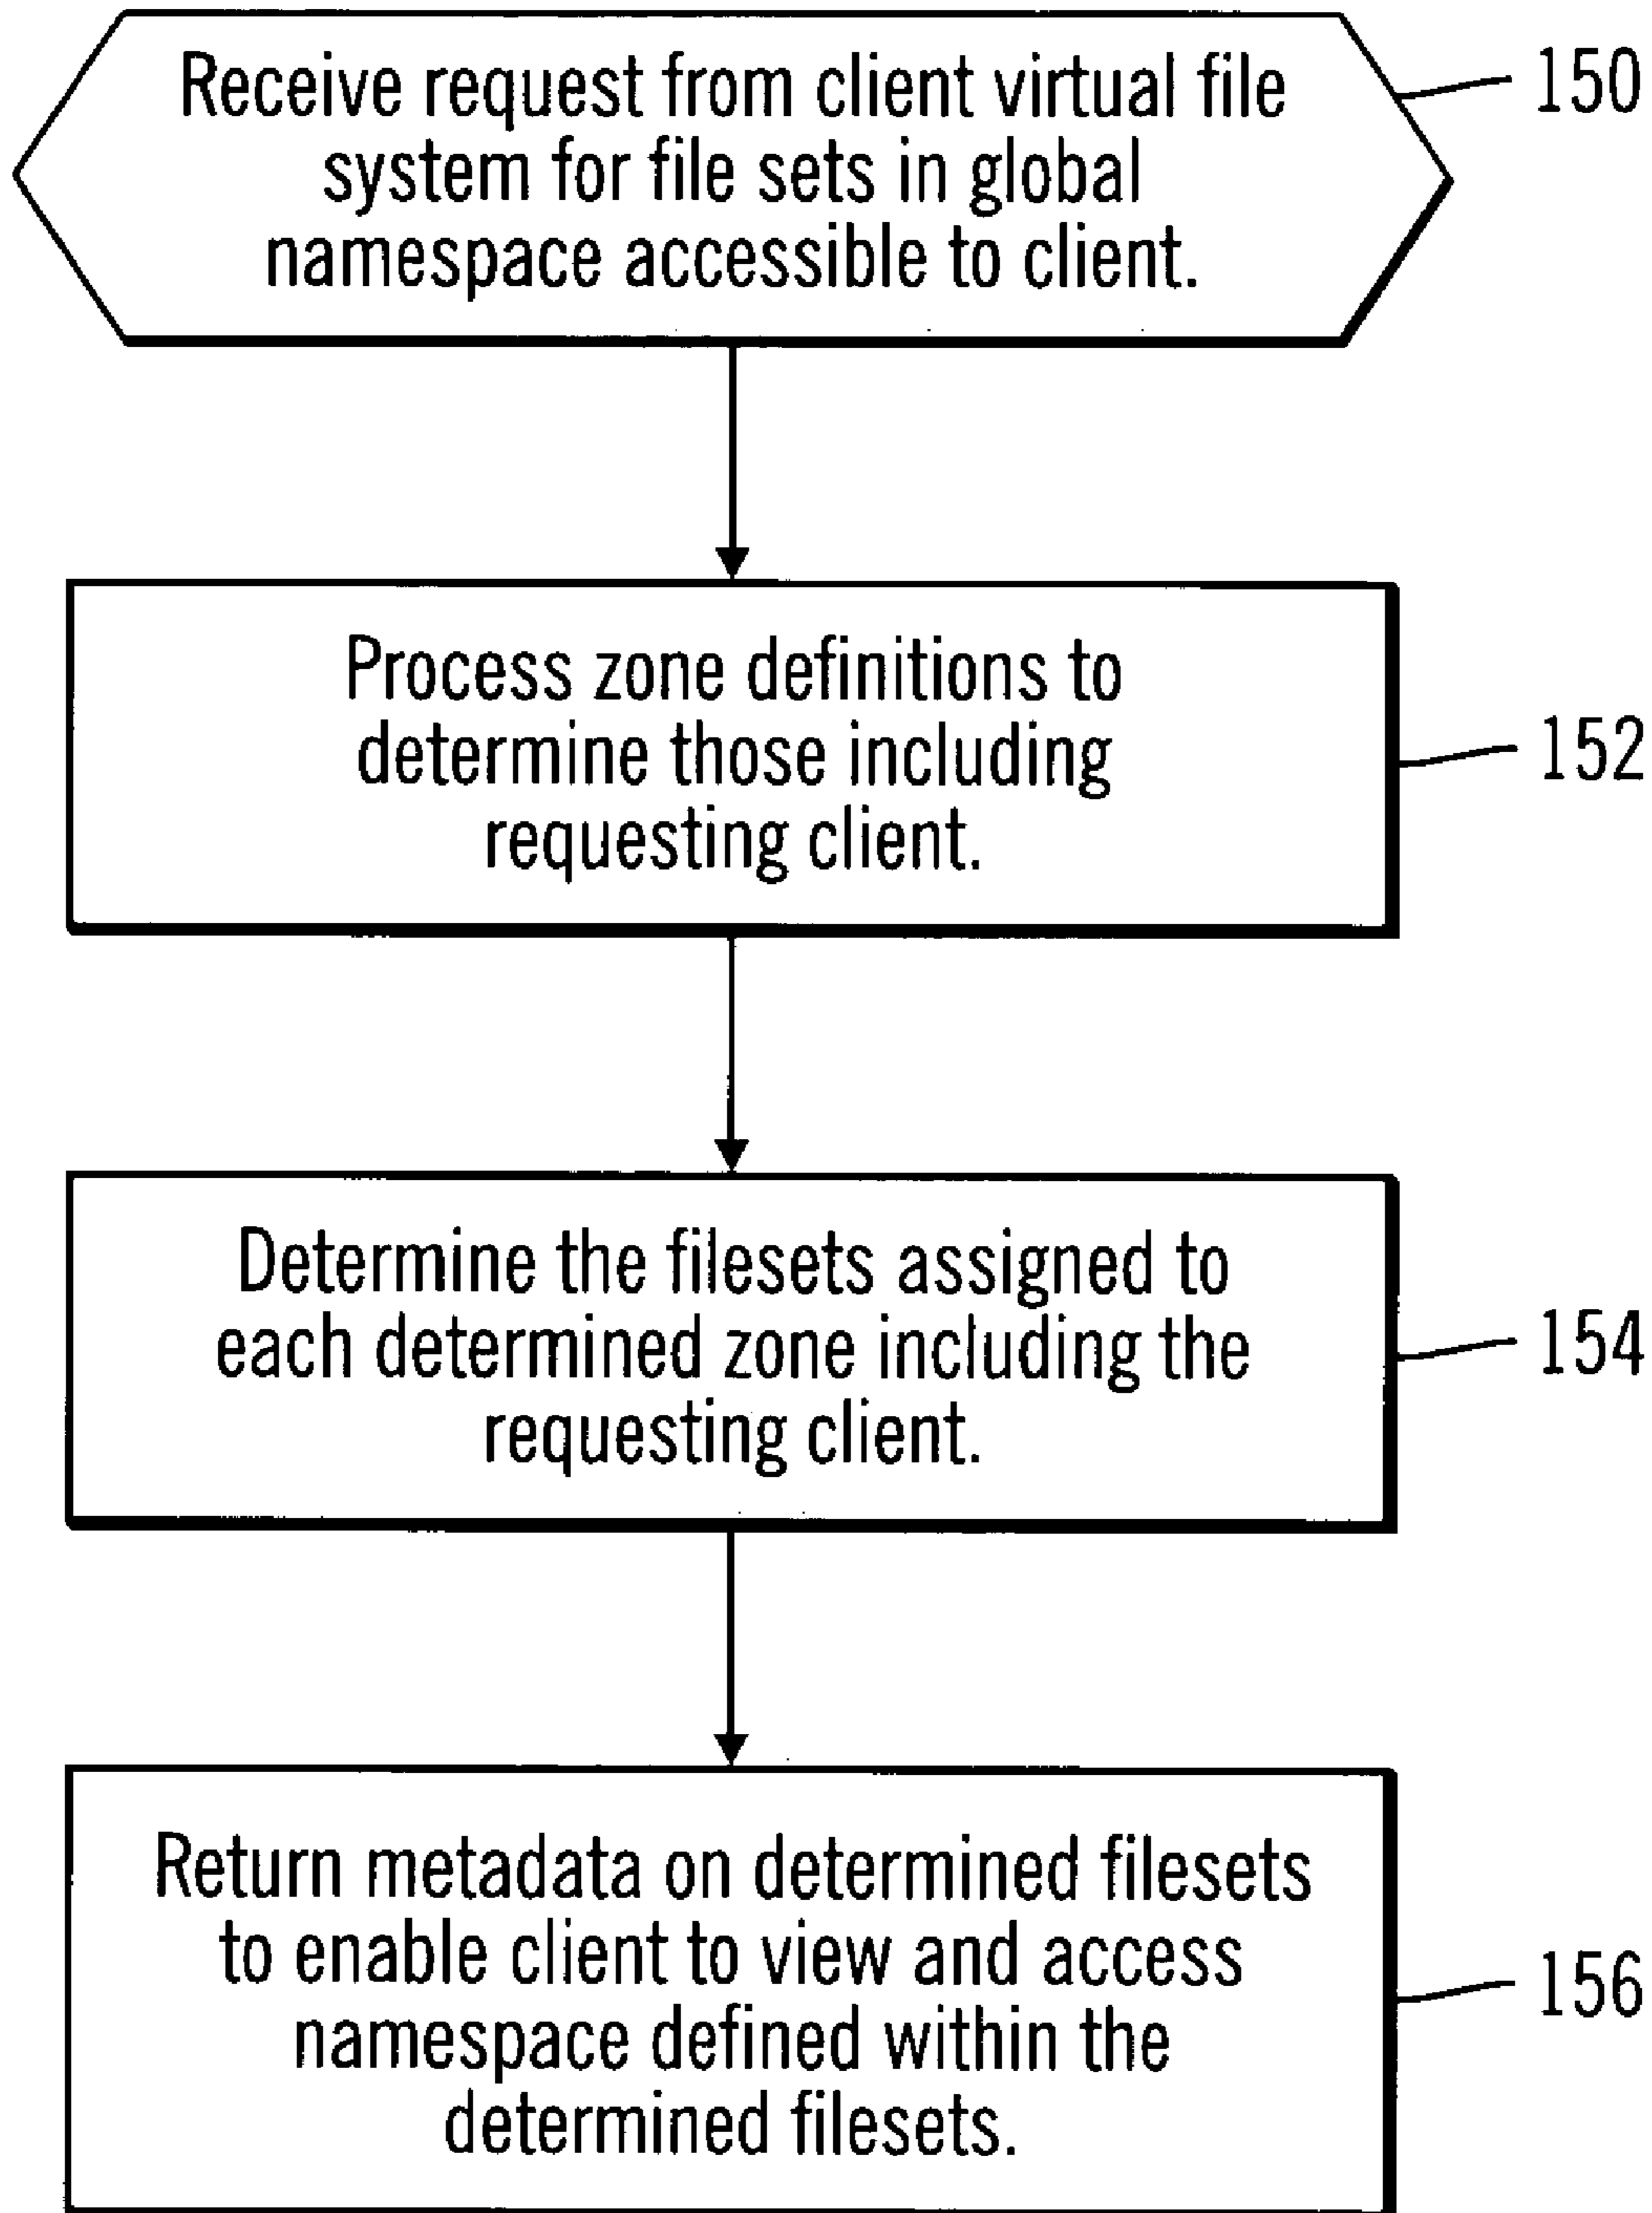 Receive request from client virtual file
system for file sets in global
namespace accessible to client.
150
Process zone definitions to
determine those including
requesting client.
152
Determine the filesets assigned to
each determined zone including the
requesting client.
154
Return metadata on determined filesets
to enable client to view and access
namespace defined within the
determined filesets.
156